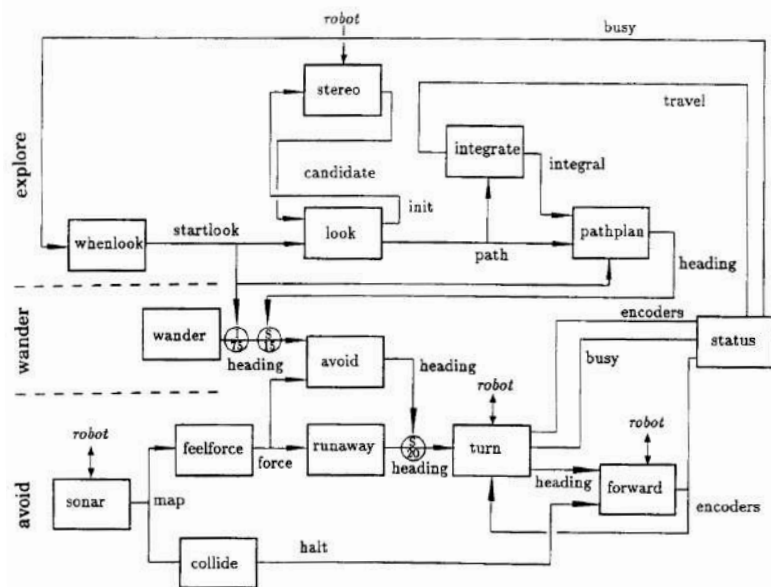 robot
busy
stereo
travel
integrate
integral
candidate
init
whenlook
startlook
look
path
pathplan
heading
explore
wander
I
75
S
15
heading
avoid
heading
encoders
status
busy
wander
robot
robot
robot
sonar
map
feelforce
force
runaway
S
20
heading
turn
heading
forward
encoders
collide
halt
avoid